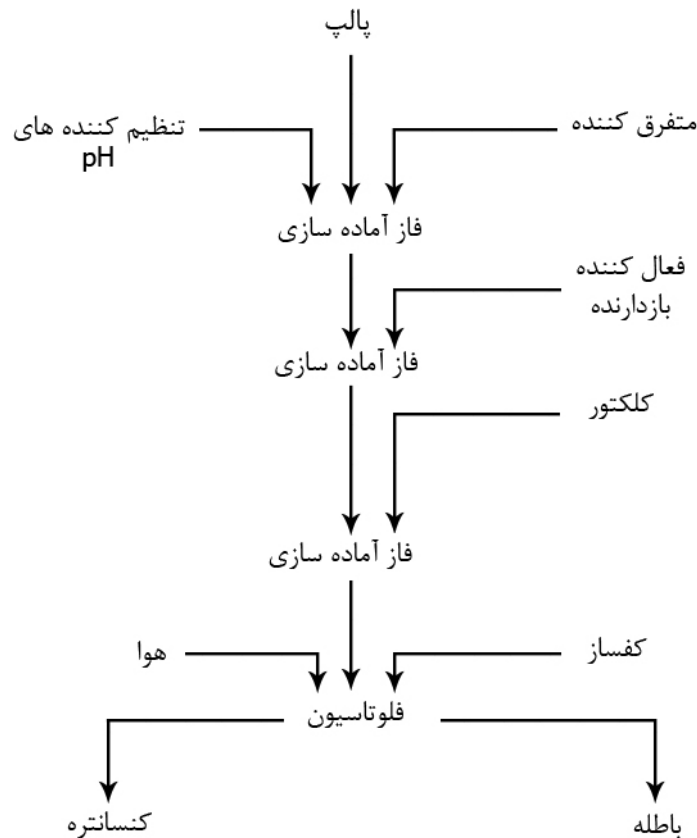 پالپ
متفرق کننده
تنظیم کننده های
pH
فاز آماده سازی
فعال کننده
بازدارنده
فاز آماده سازی
کلکتور
فاز آماده سازی
کفساز
هوا
فلوتاسیون
باطله
کنسانتره